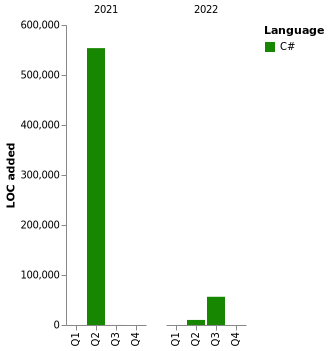 2021
2022
Language
C#
LOC added
600,000
500,000
400,000
300,000
200,000
100,000
0
Q1
Q2
Q3
Q4
Q1
Q2
Q3
Q4